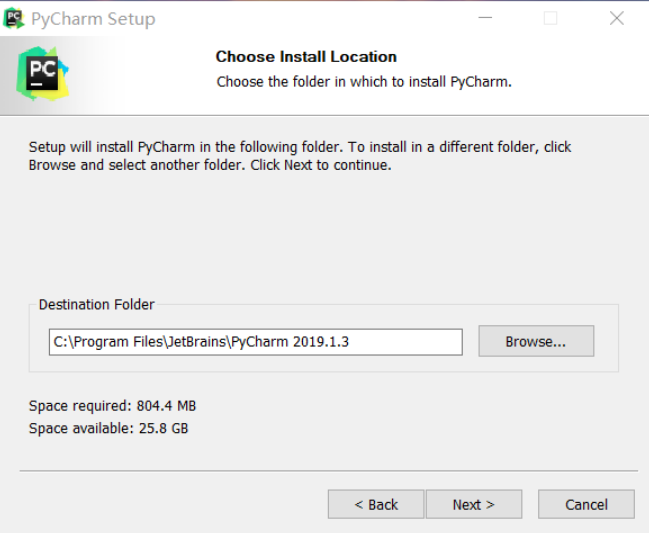 PyCharm Setup
PC
Choose Install Location
Choose the folder in which to install PyCharm.
Setup will install PyCharm in the following folder. To install in a different folder, click
Browse and select another folder. Click Next to continue.
Destination Folder
C:\Program Files\JetBrains\PyCharm 2019.1.3
Browse...
Space required: 804.4 MB
Space available: 25.8 GB
< Back
Next >
Cancel